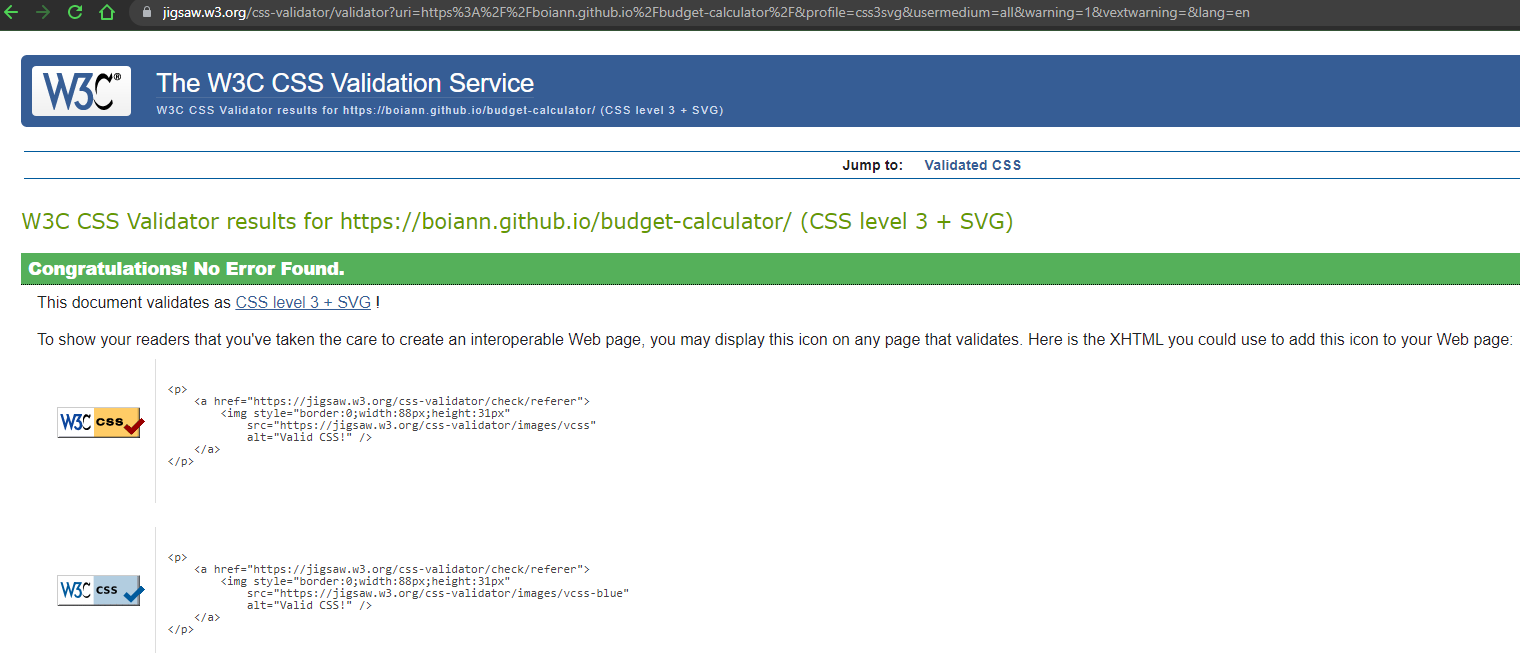 jigsaw.w3.org/css-validator/validator?uri=https%3A%2F%2Fboiann.github.io%2Fbudget-calculator%2F&profile=css3svg&usermedium=all&warning=1&vextwarning=&lang=en
W3C®
The W3C CSS Validation Service
W3C CSS Validator results for https://boiann.github.io/budget-calculator/ (CSS level 3 + SVG)
Jump to: Validated CSS
W3C CSS Validator results for https://boiann.github.io/budget-calculator/ (CSS level 3 + SVG)
Congratulations! No Error Found.
This document validates as CSS level 3 + SVG !
To show your readers that you've taken the care to create an interoperable Web page, you may display this icon on any page that validates. Here is the XHTML you could use to add this icon to your Web page:
W3C css
<p>
    <a href="https://jigsaw.w3.org/css-validator/check/referer">
        <img style="border:0;width:88px;height:31px"
            src="https://jigsaw.w3.org/css-validator/images/vcss"
            alt="Valid CSS!" />
    </a>
</p>
W3C css
<p>
    <a href="https://jigsaw.w3.org/css-validator/check/referer">
        <img style="border:0;width:88px;height:31px"
            src="https://jigsaw.w3.org/css-validator/images/vcss-blue"
            alt="Valid CSS!" />
    </a>
</p>